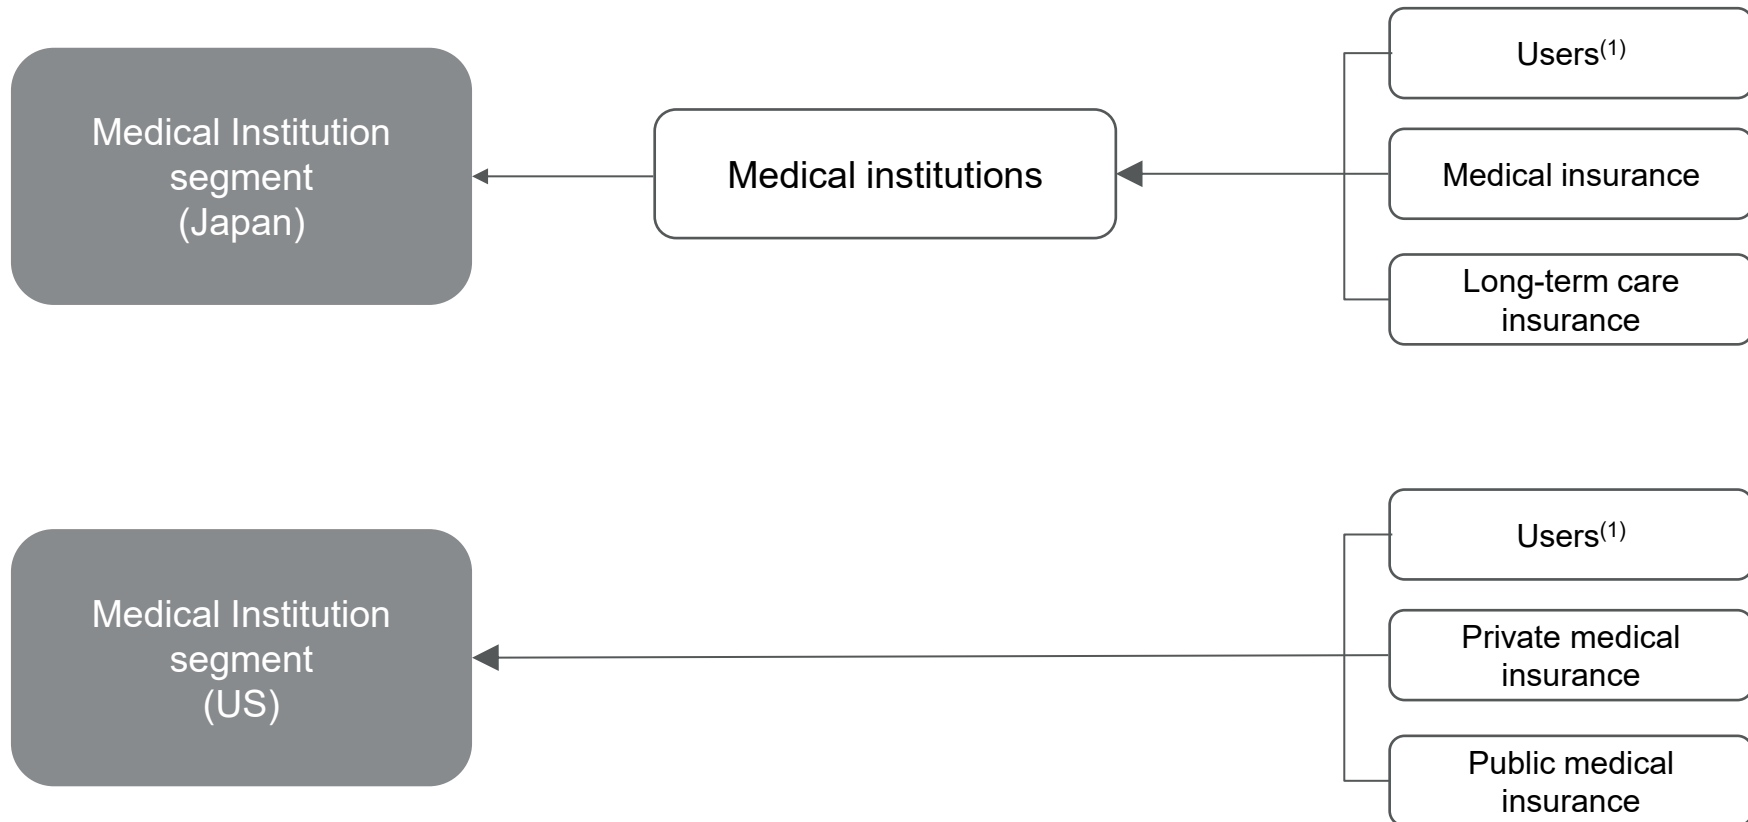 Medical Institution
segment
(Japan)
Medical institutions
Users(1)
Medical insurance
Long-term care
insurance
Medical Institution
segment
(US)
Users(1)
Private medical
insurance
Public medical
insurance